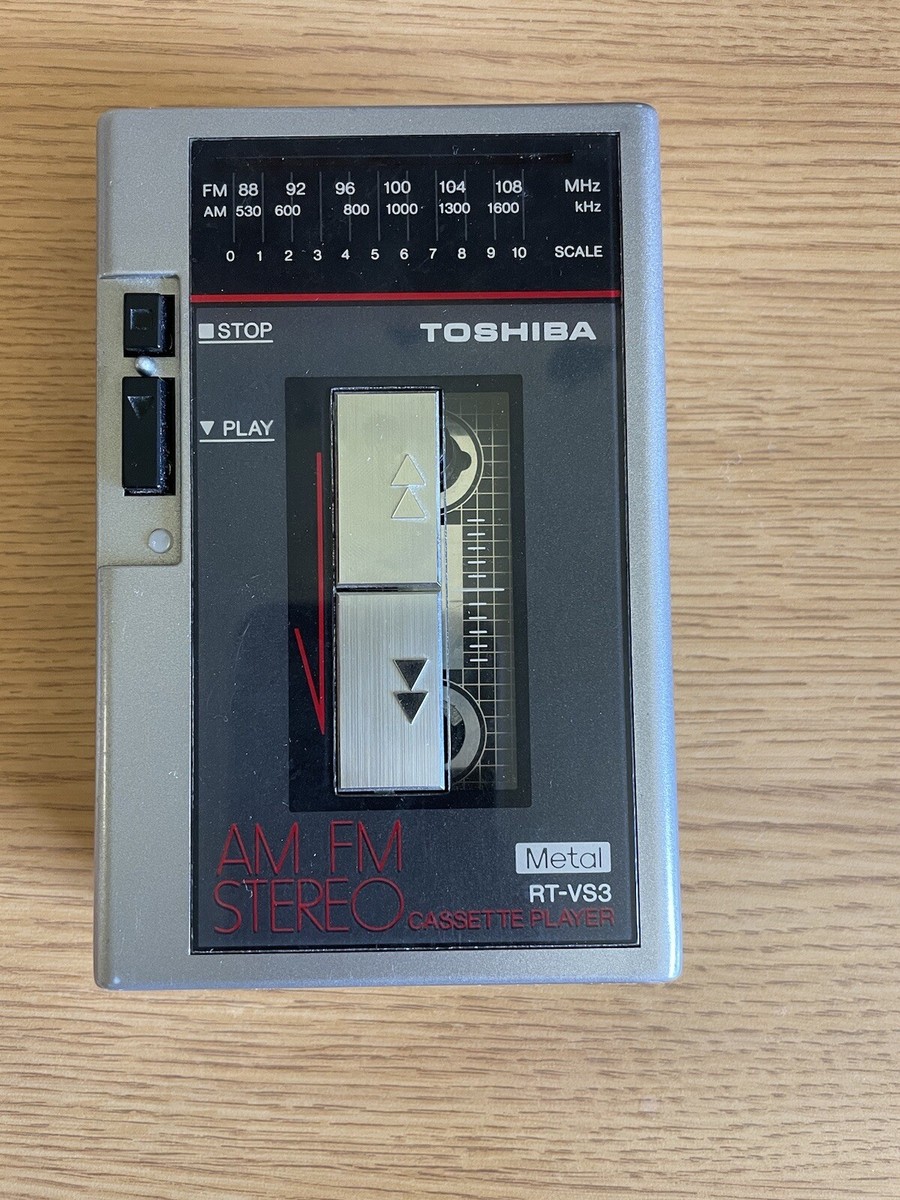 FM 88 92 96 100 104 108 MHz
AM 530 600 800 1000 1300 1600 kHz
0 1 2 3 4 5 6 7 8 9 10 SCALE
STOP
TOSHIBA
PLAY
AM FM
STEREO
Metal
RT-VS3
CASSETTE PLAYER